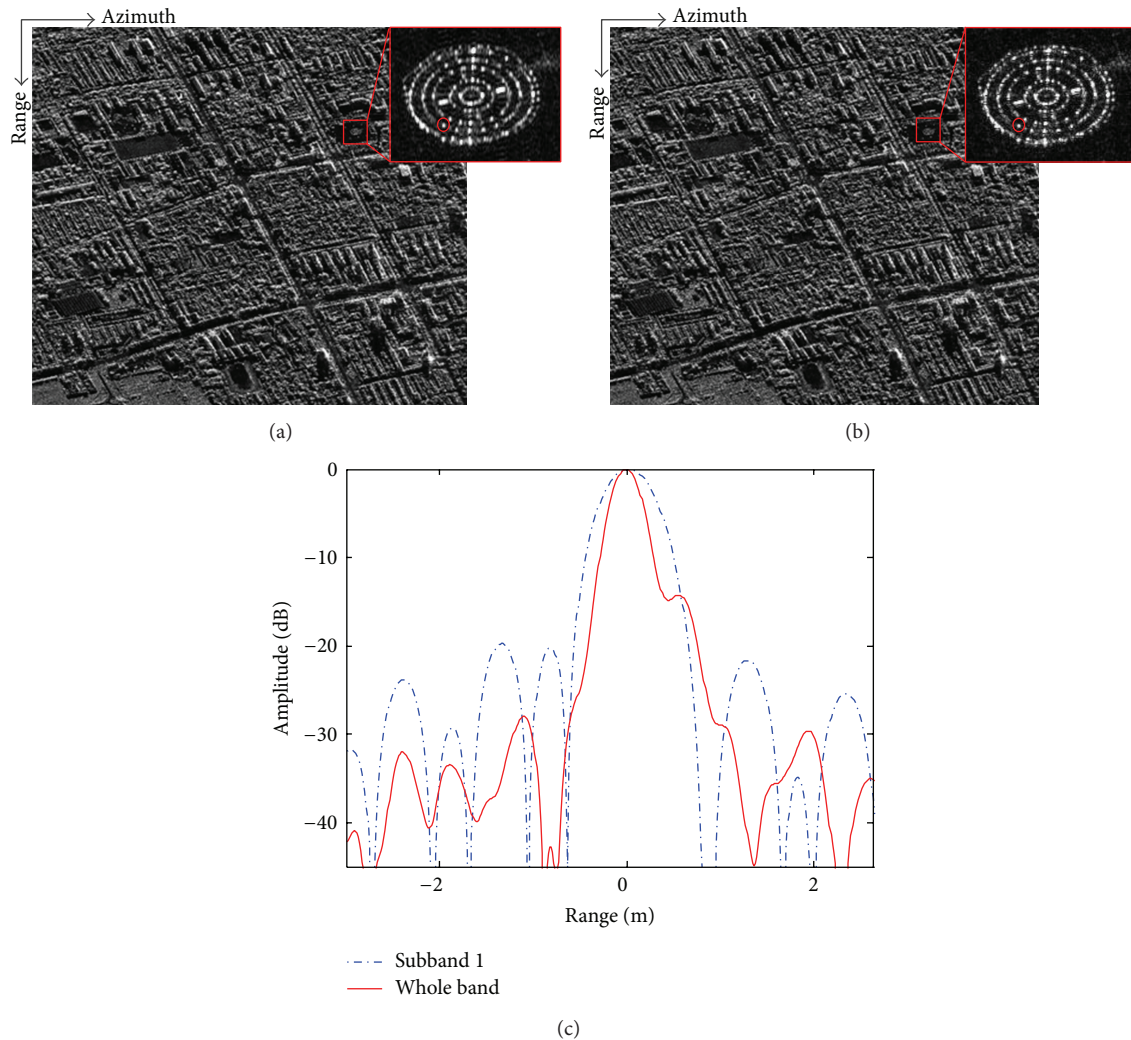 Azimuth
Range
(a)
Azimuth
Range
(b)
0
−10
−20
−30
−40
Amplitude (dB)
−2
0
2
Range (m)
Subband 1
Whole band
(c)